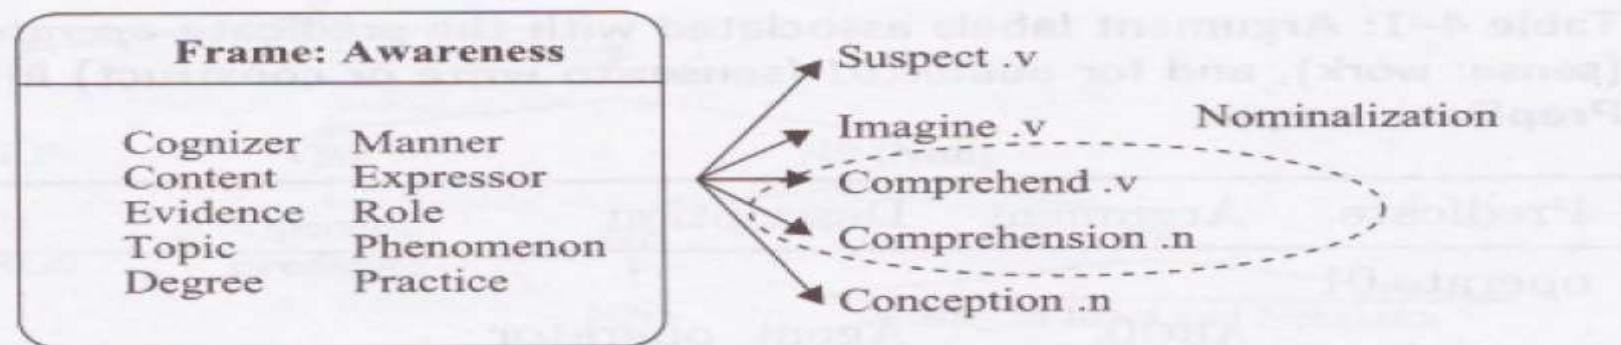 Frame: Awareness
Cognizer Manner
Content Expressor
Evidence Role
Topic Phenomenon
Degree Practice
Suspect .v
Imagine .v
Nominalization
Comprehend .v
Comprehension .n
Conception .n